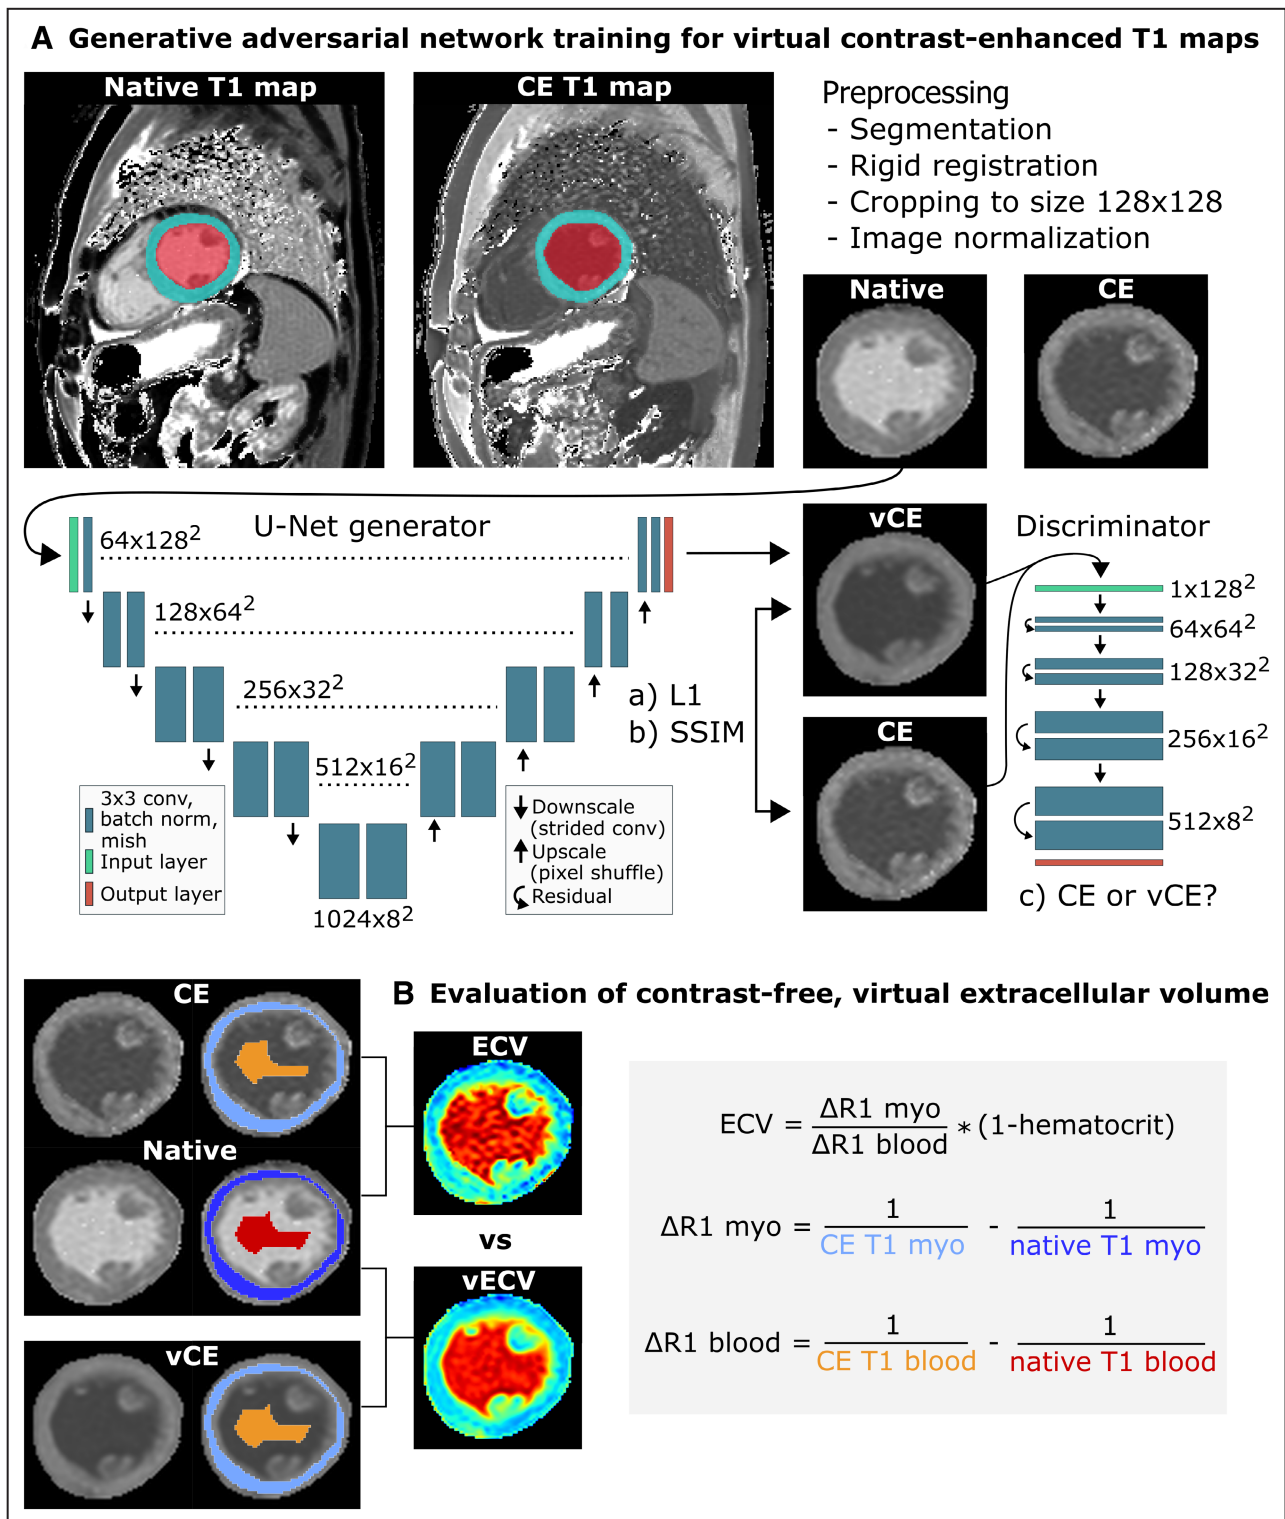 A Generative adversarial network training for virtual contrast-enhanced T1 maps
Native T1 map
CE T1 map
Preprocessing
- Segmentation
- Rigid registration
- Cropping to size 128x128
- Image normalization
Native
CE
U-Net generator
64x128²
128x64²
256x32²
512x16²
1024x8²
3x3 conv,
batch norm,
mish
Input layer
Output layer
Downscale
(strided conv)
Upscale
(pixel shuffle)
Residual
a) L1
b) SSIM
vCE
CE
Discriminator
1x128²
64x64²
128x32²
256x16²
512x8²
c) CE or vCE?
B Evaluation of contrast-free, virtual extracellular volume
CE
Native
vCE
ECV
vs
vECV
ECV = ΔR1 myo / ΔR1 blood * (1-hematocrit)
ΔR1 myo = 1 / CE T1 myo - 1 / native T1 myo
ΔR1 blood = 1 / CE T1 blood - 1 / native T1 blood